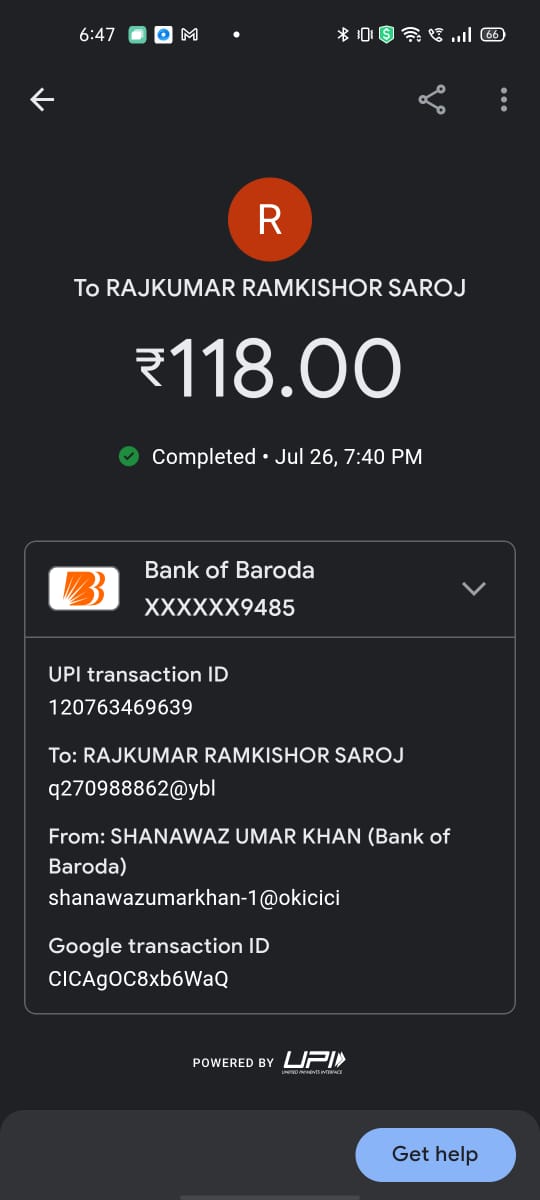 6:47
66
R
To RAJKUMAR RAMKISHOR SAROJ
₹118.00
Completed • Jul 26, 7:40 PM
Bank of Baroda
XXXXXX9485
UPI transaction ID
120763469639
To: RAJKUMAR RAMKISHOR SAROJ
q270988862@ybl
From: SHANAWAZ UMAR KHAN (Bank of
Baroda)
shanawazumarkhan-1@okicici
Google transaction ID
CICAgOC8xb6WaQ
POWERED BY UPI
UNIFIED PAYMENTS INTERFACE
Get help